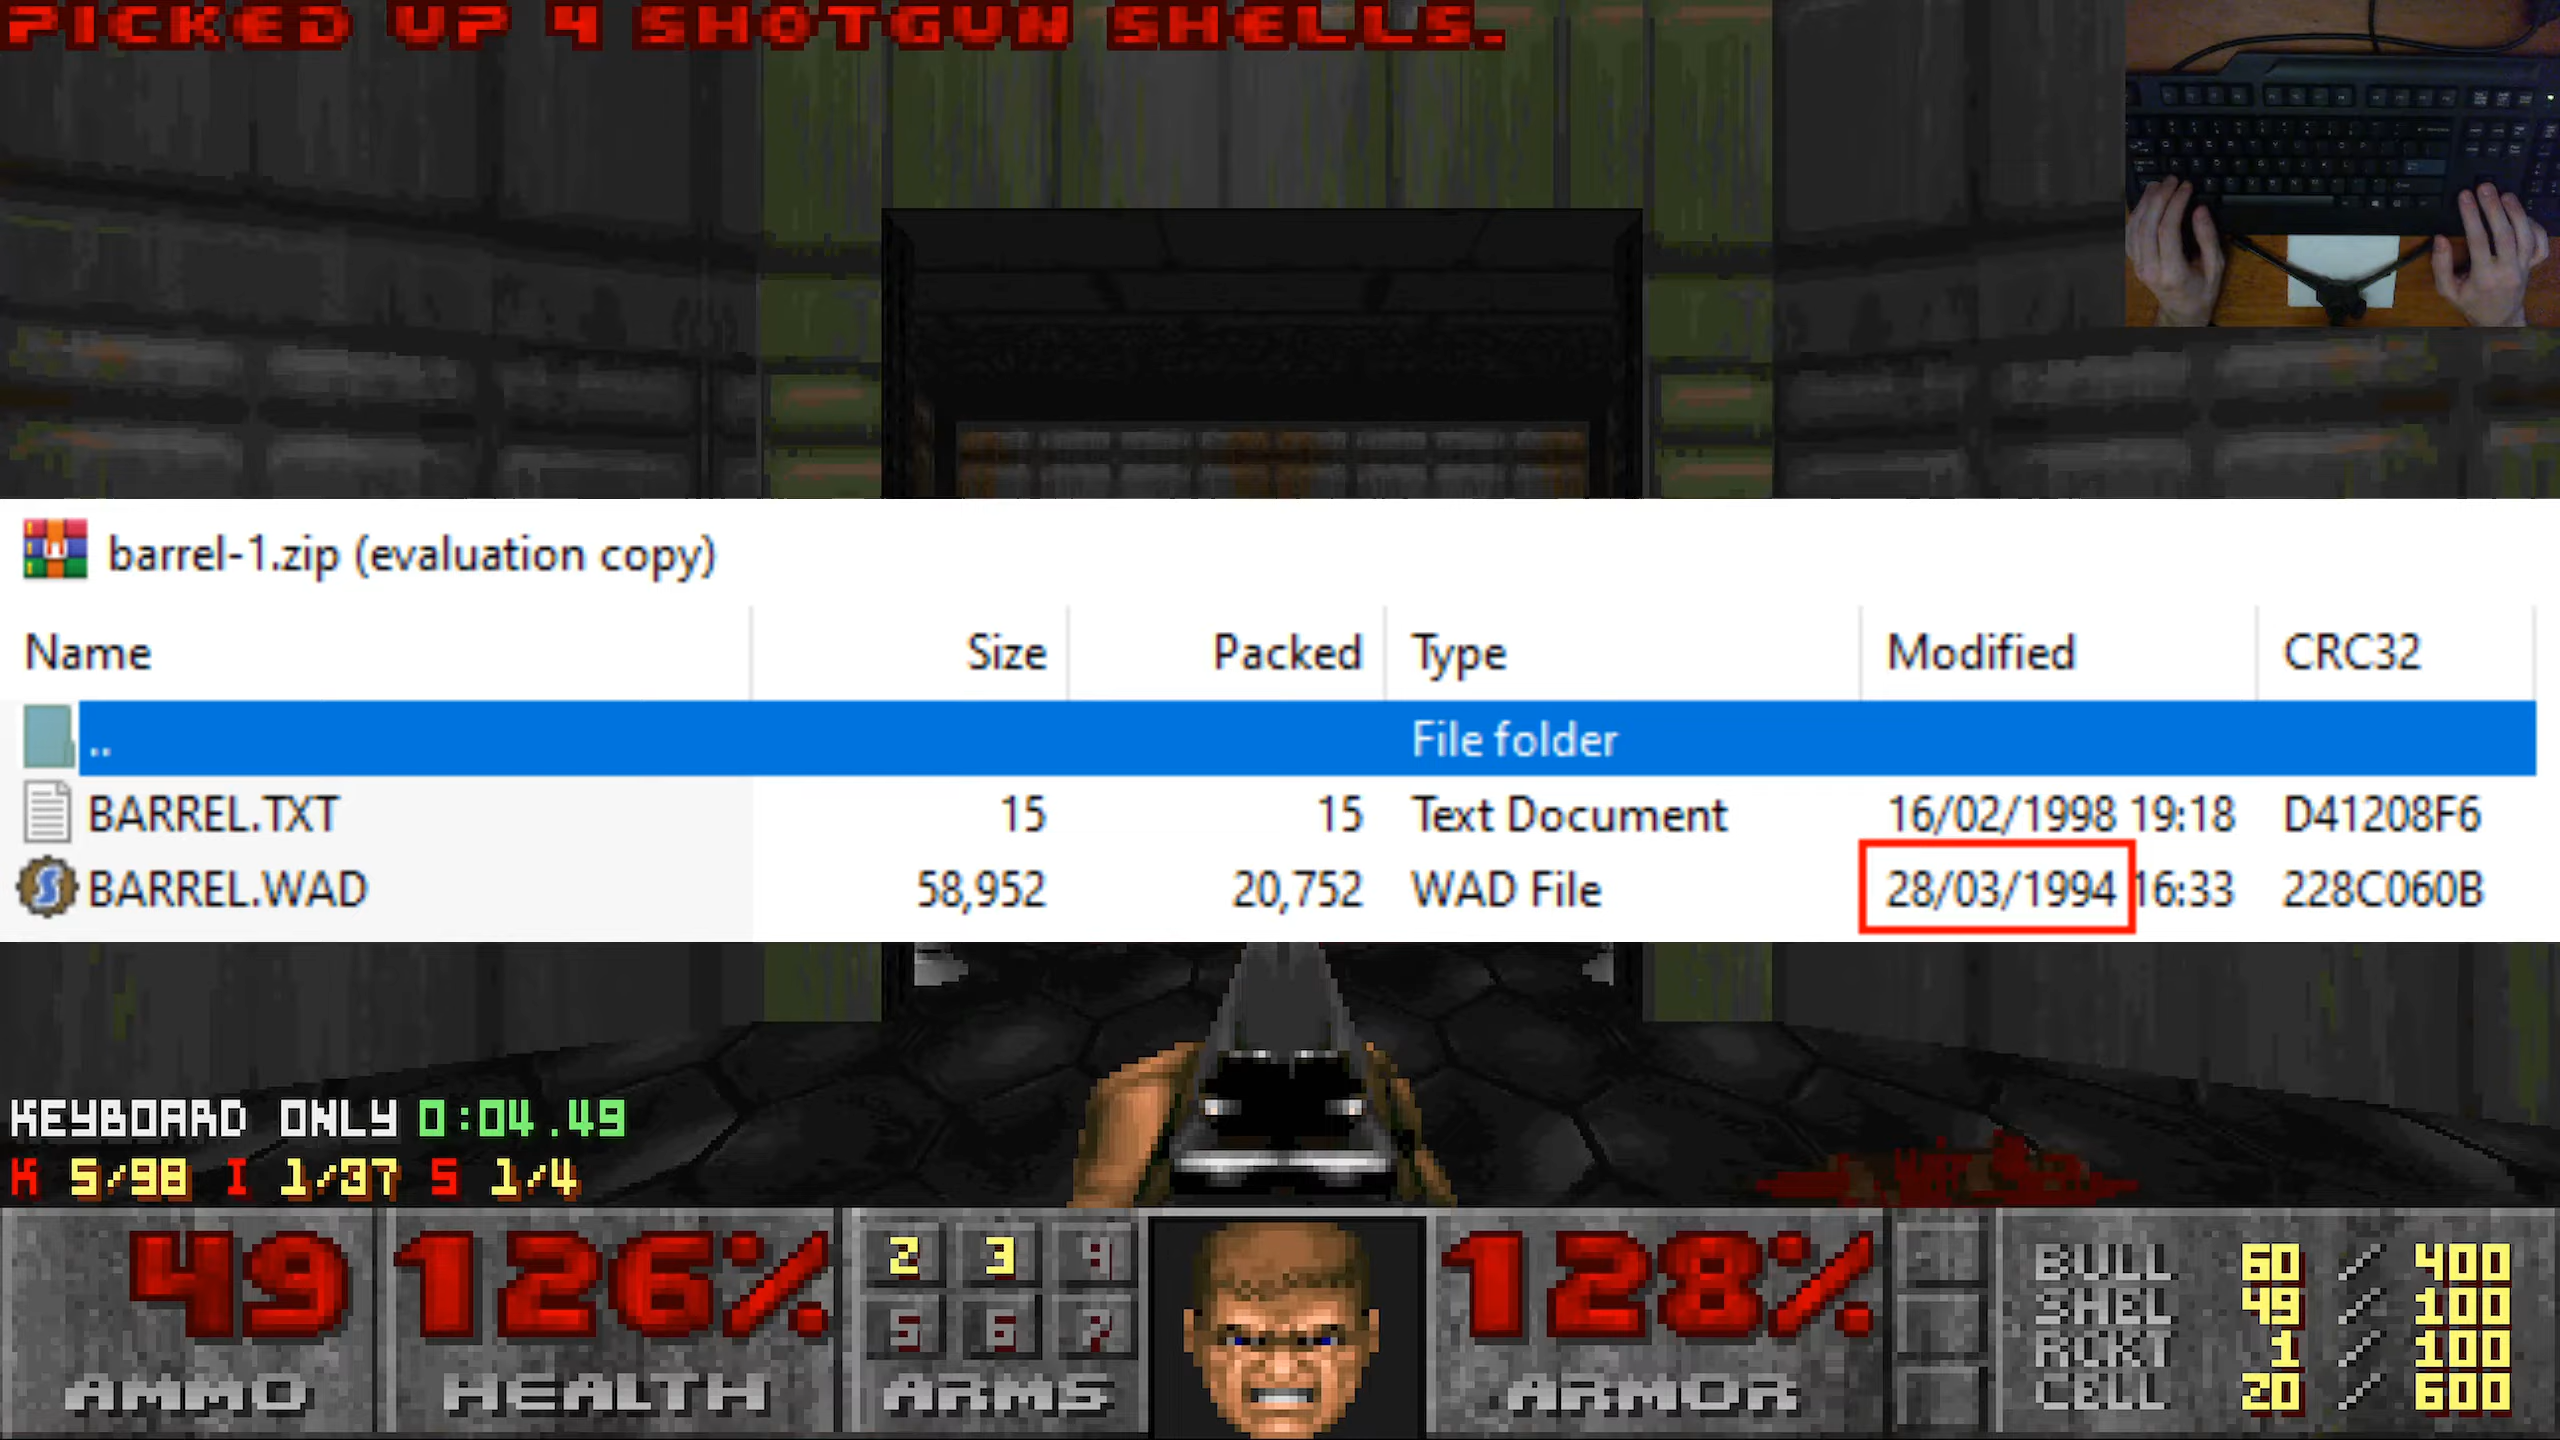 PICKED UP 4 SHOTGUN SHELLS.
barrel-1.zip (evaluation copy)
Name Size Packed Type Modified CRC32
.. File folder
BARREL.TXT 15 15 Text Document 16/02/1998 19:18 D41208F6
BARREL.WAD 58,952 20,752 WAD File 28/03/1994 16:33 228C060B
KEYBOARD ONLY 0:04.49
K 5/98 I 1/37 S 1/4
49 126% 2 3 4 128% BULL 60 / 400
5 6 7 SHEL 49 / 100
RCKT 1 / 100
AMMO HEALTH ARMS ARMOR CELL 20 / 600